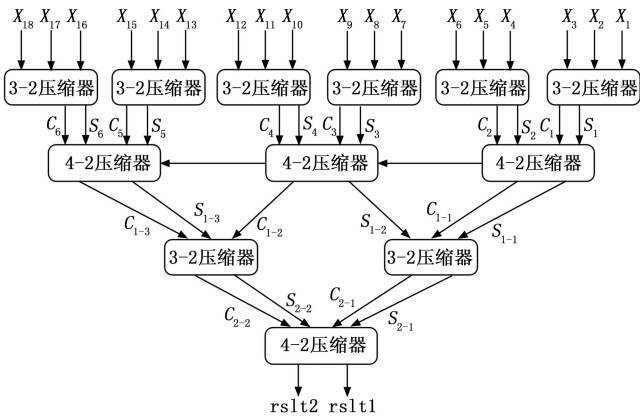 X18 X17 X16 X15 X14 X13 X12 X11 X10 X9 X8 X7 X6 X5 X4 X3 X2 X1
3-2压缩器 3-2压缩器 3-2压缩器 3-2压缩器 3-2压缩器 3-2压缩器
C6 S6 C5 S5 C4 S4 C3 S3 C2 S2 C1 S1
4-2压缩器 4-2压缩器 4-2压缩器
C1-3 S1-3 C1-2 S1-2 C1-1 S1-1
3-2压缩器 3-2压缩器
C2-2 S2-2 C2-1 S2-1
4-2压缩器
rslt2 rslt1